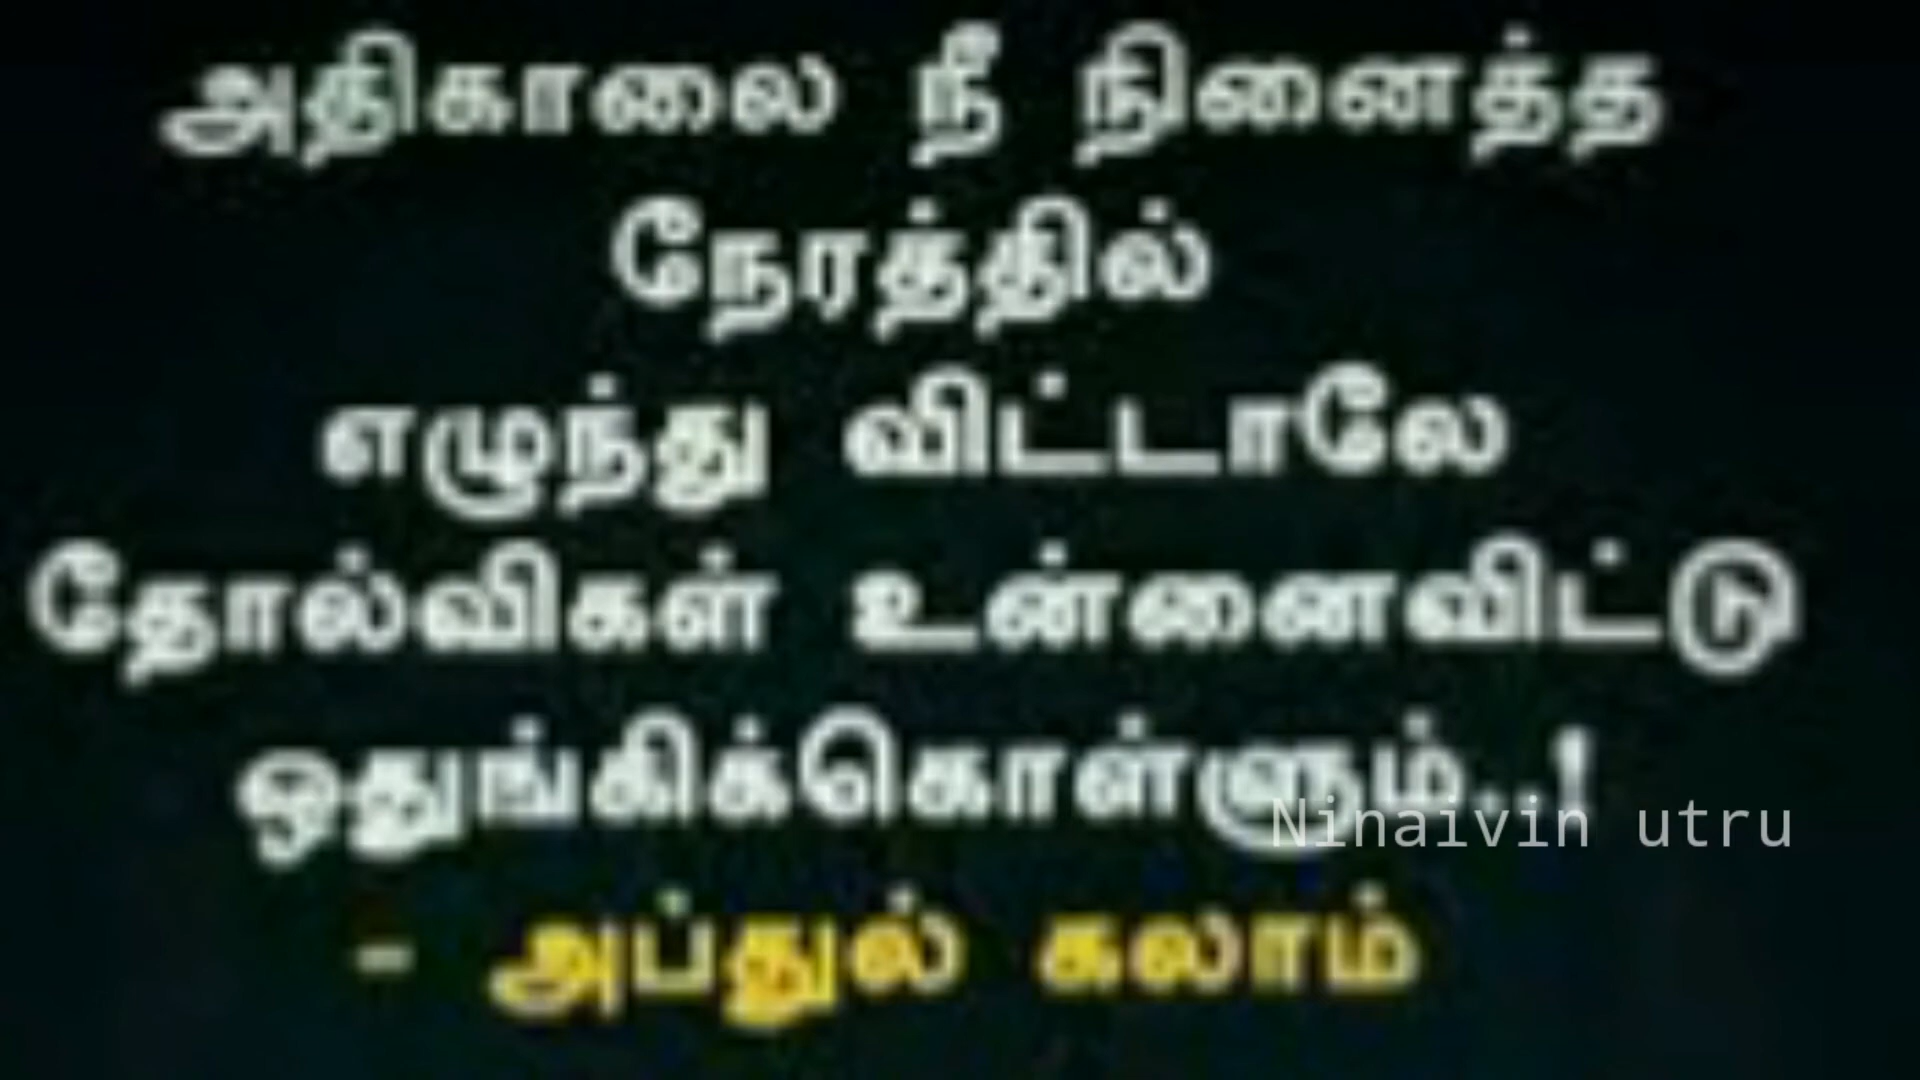 அதிகாலை நீ நினைத்த
நேரத்தில்
எழுந்து விட்டாலே
தோல்விகள் உன்னைவிட்டு
ஒதுங்கிக்கொள்ளும்..!
Ninaivin utru
- அப்துல் கலாம்